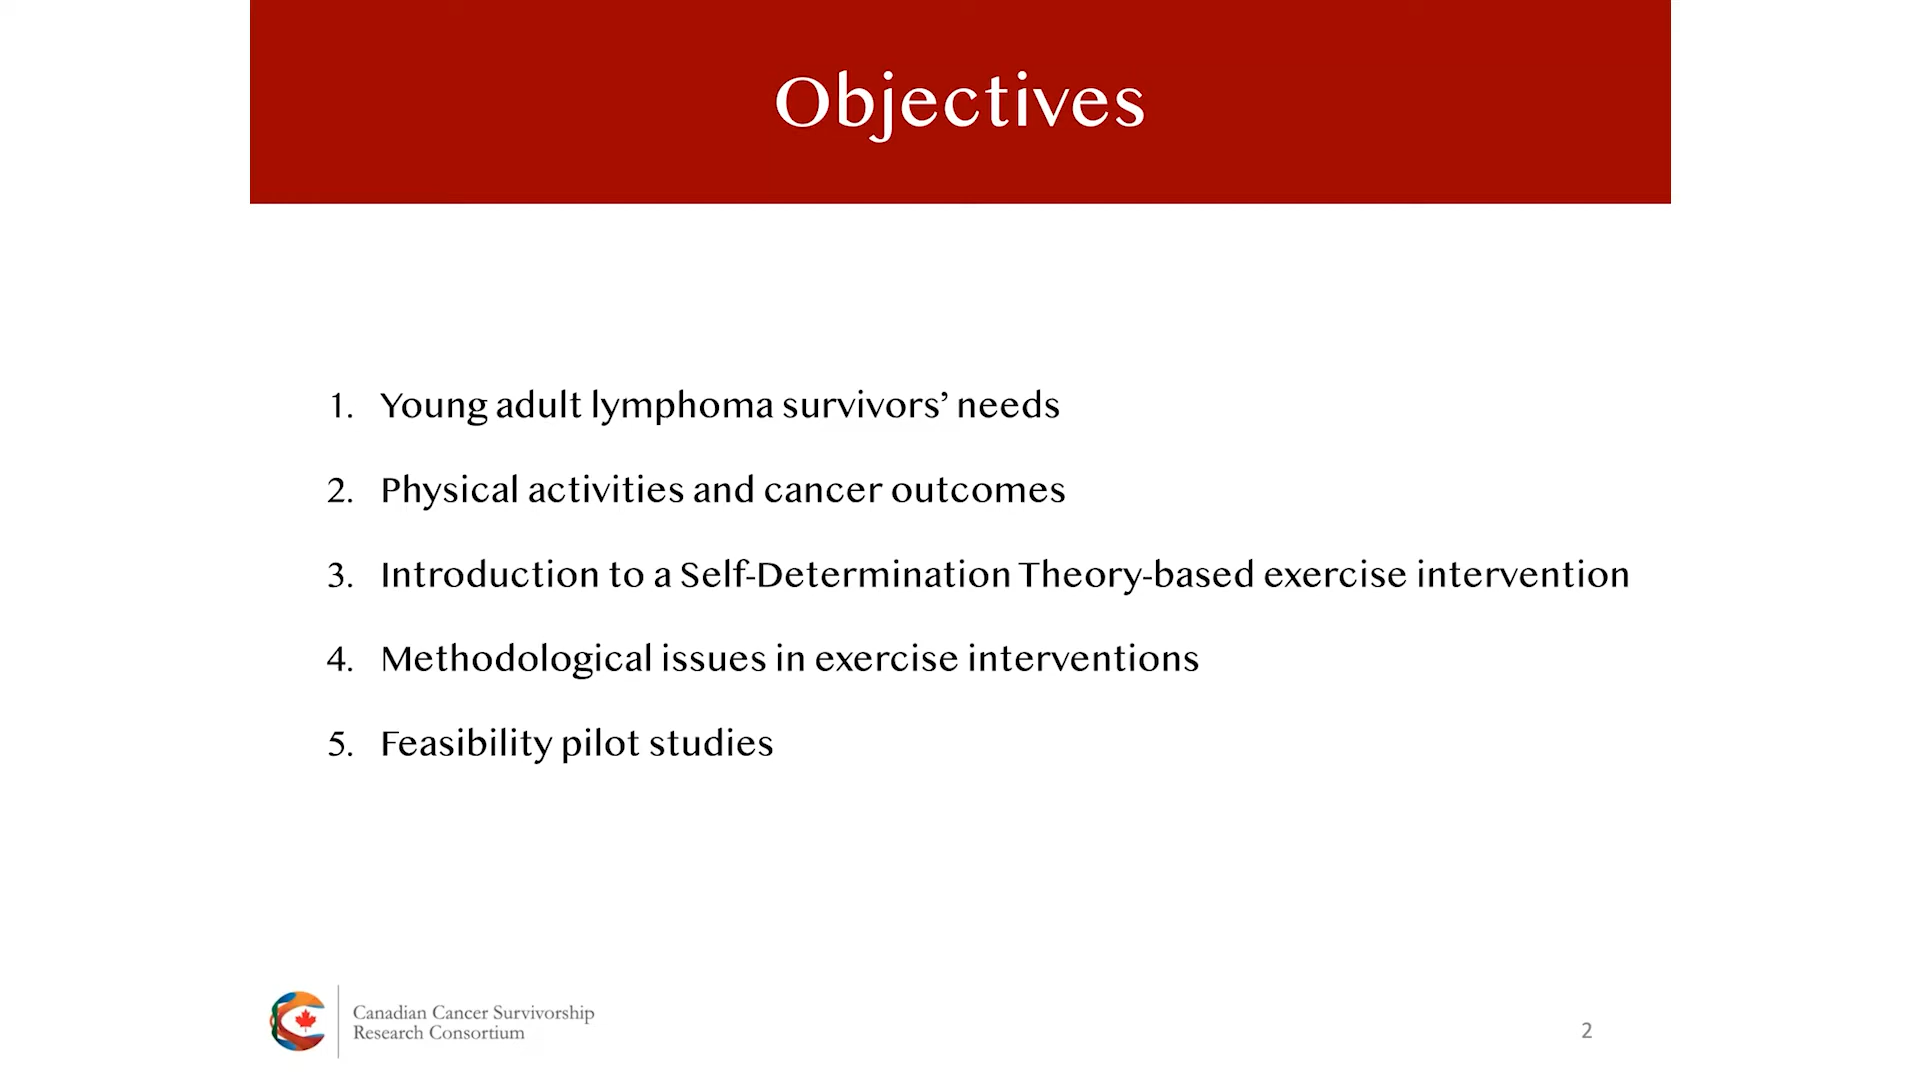 Objectives
1. Young adult lymphoma survivors’ needs
2. Physical activities and cancer outcomes
3. Introduction to a Self-Determination Theory-based exercise intervention
4. Methodological issues in exercise interventions
5. Feasibility pilot studies
Canadian Cancer Survivorship
Research Consortium
2